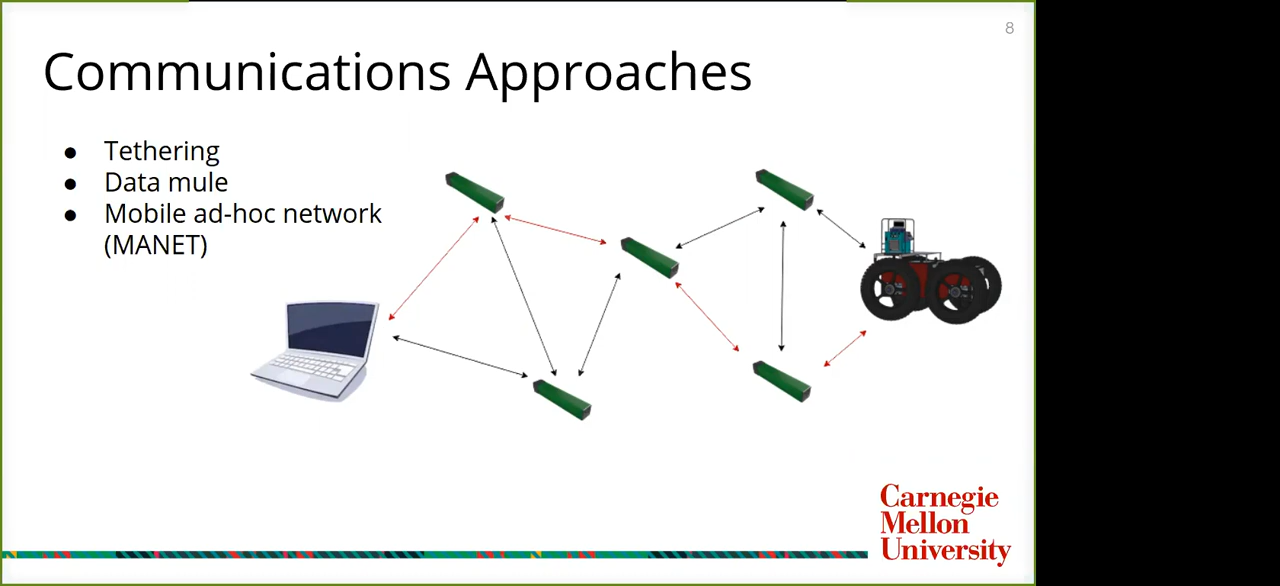 8
Communications Approaches
● Tethering
● Data mule
● Mobile ad-hoc network
(MANET)
Carnegie
Mellon
University